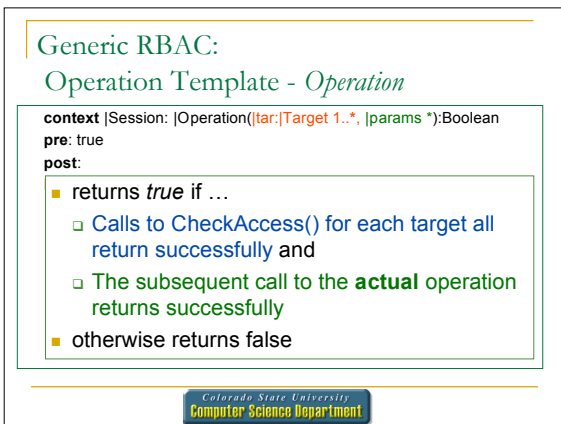 Generic RBAC:
Operation Template - Operation
context |Session: |Operation(|tar:|Target 1..*, |params *):Boolean
pre: true
post:
returns true if …
Calls to CheckAccess() for each target all
return successfully and
The subsequent call to the actual operation
returns successfully
otherwise returns false
Colorado State University
Computer Science Department